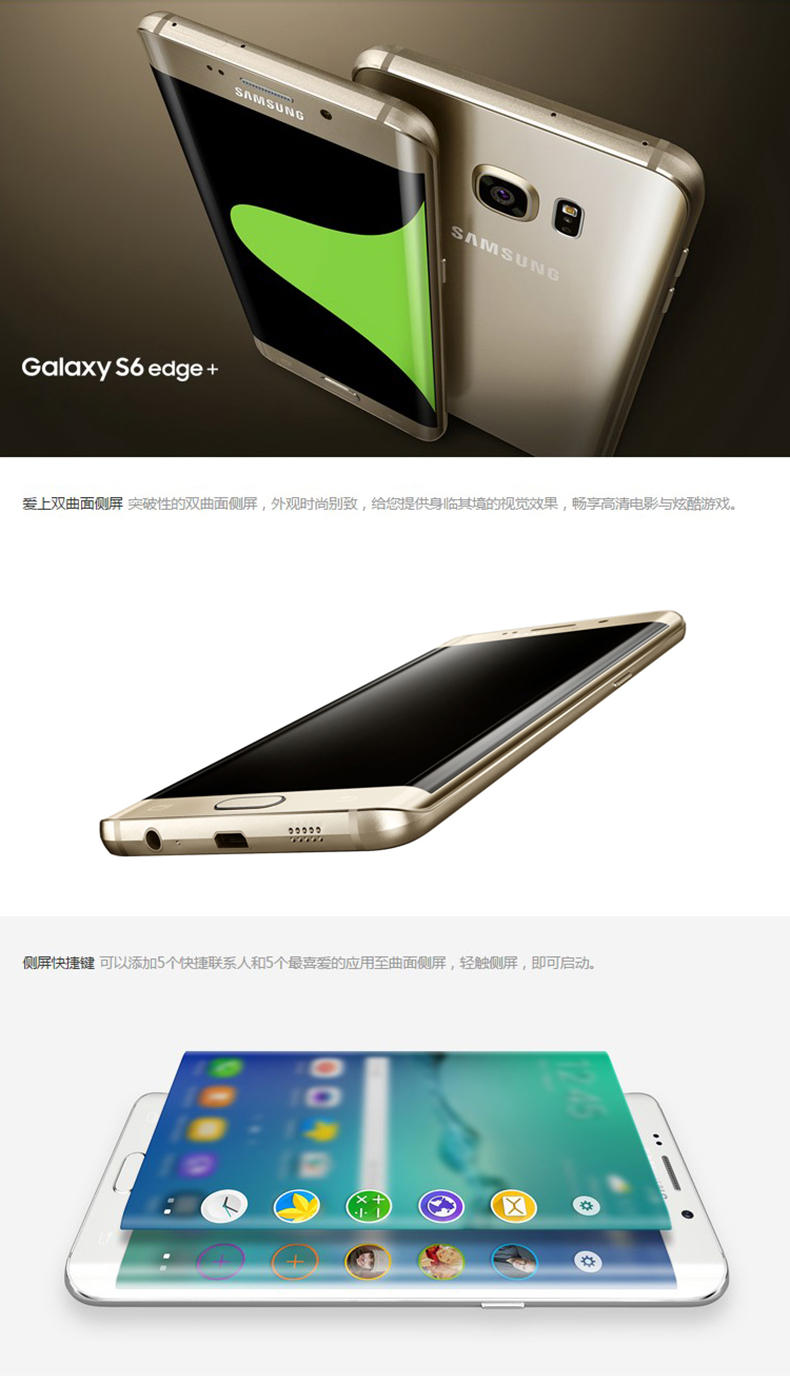 SAMSUNG
SAMSUNG
Galaxy S6 edge+
爱上双曲面侧屏 突破性的双曲面侧屏，外观时尚别致，给您提供身临其境的视觉效果，畅享高清电影与炫酷游戏。
侧屏快捷键 可以添加5个快捷联系人和5个最喜爱的应用至曲面侧屏，轻触侧屏，即可启动。
12:45